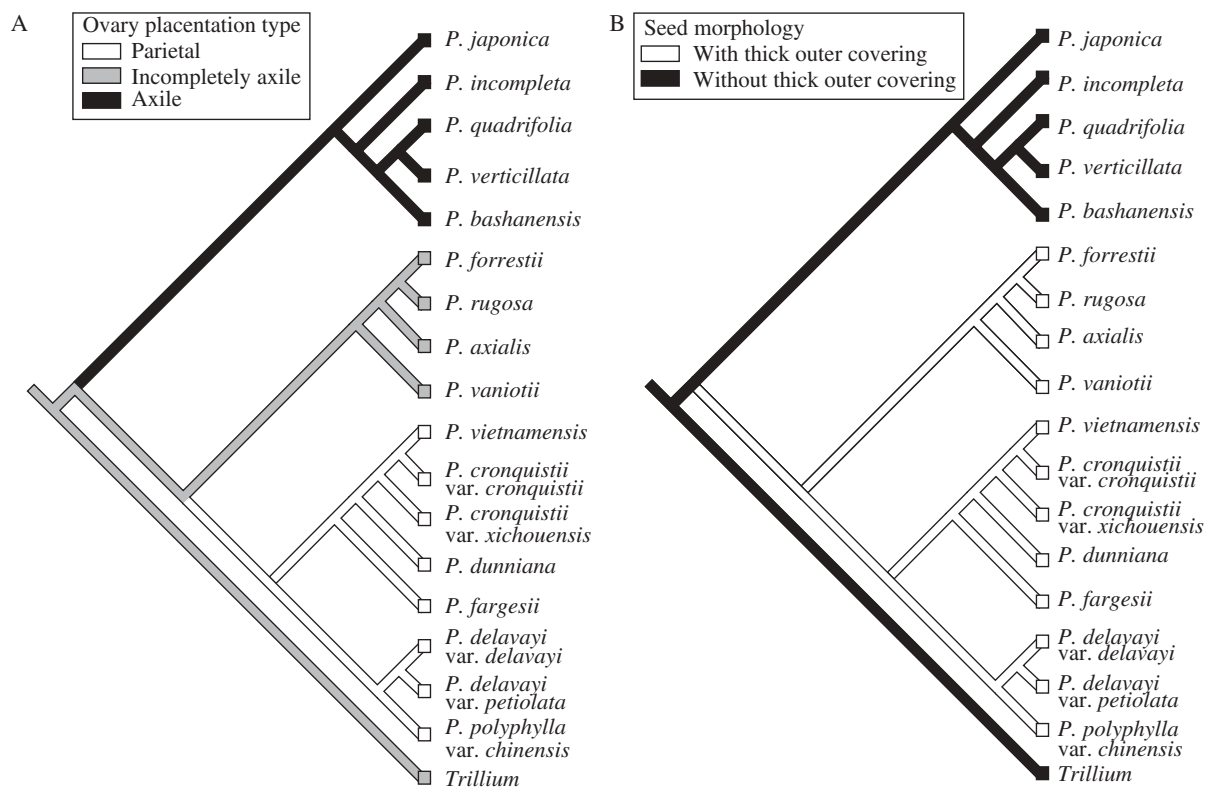 A
Ovary placentation type
Parietal
Incompletely axile
Axile
P. japonica
P. incompleta
P. quadrifolia
P. verticillata
P. bashanensis
P. forrestii
P. rugosa
P. axialis
P. vaniotii
P. vietnamensis
P. cronquistii
var. cronquistii
P. cronquistii
var. xichouensis
P. dunniana
P. fargesii
P. delavayi
var. delavayi
P. delavayi
var. petiolata
P. polyphylla
var. chinensis
Trillium
B
Seed morphology
With thick outer covering
Without thick outer covering
P. japonica
P. incompleta
P. quadrifolia
P. verticillata
P. bashanensis
P. forrestii
P. rugosa
P. axialis
P. vaniotii
P. vietnamensis
P. cronquistii
var. cronquistii
P. cronquistii
var. xichouensis
P. dunniana
P. fargesii
P. delavayi
var. delavayi
P. delavayi
var. petiolata
P. polyphylla
var. chinensis
Trillium